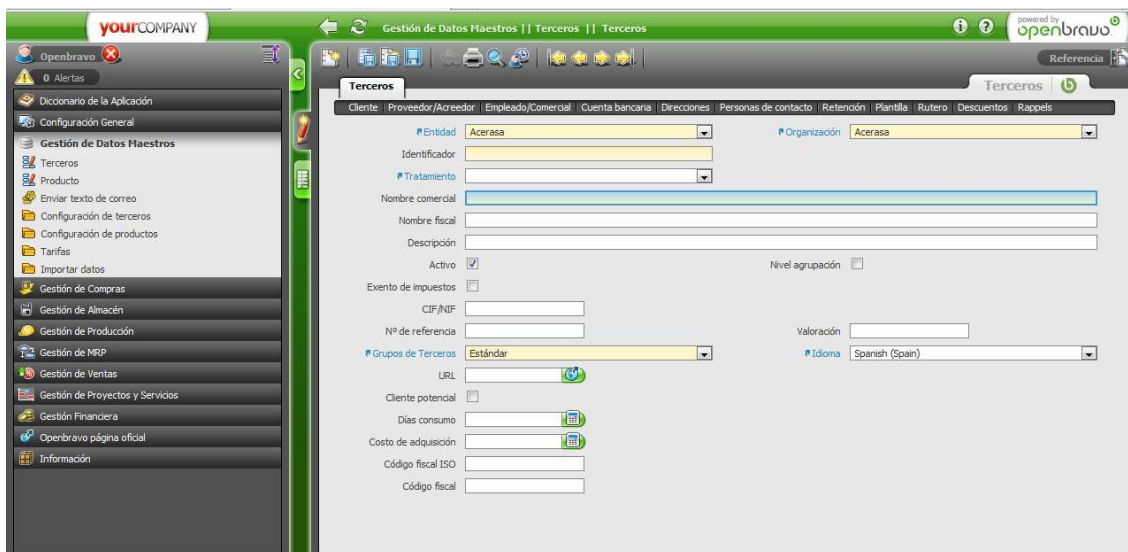 yourCOMPANY
Gestión de Datos Maestros || Terceros || Terceros
powered by
openbravo
Openbravo
0 Alertas
Referencia
Terceros
Terceros
Cliente Proveedor/Acreedor Empleado/Comercial Cuenta bancaria Direcciones Personas de contacto Retención Plantilla Rutero Descuentos Rappels
Diccionario de la Aplicación
Configuración General
Gestión de Datos Maestros
Terceros
Producto
Enviar texto de correo
Configuración de terceros
Configuración de productos
Tarifas
Importar datos
Gestión de Compras
Gestión de Almacén
Gestión de Producción
Gestión de MRP
Gestión de Ventas
Gestión de Proyectos y Servicios
Gestión Financiera
Openbravo página oficial
Información
Entidad Acerasa Organización Acerasa
Identificador
Tratamiento
Nombre comercial
Nombre fiscal
Descripción
Activo Nivel agrupación
Exento de impuestos
CIF/NIF
Nº de referencia Valoración
Grupos de Terceros Estándar Idioma Spanish (Spain)
URL
Cliente potencial
Días consumo
Costo de adquisición
Código fiscal ISO
Código fiscal